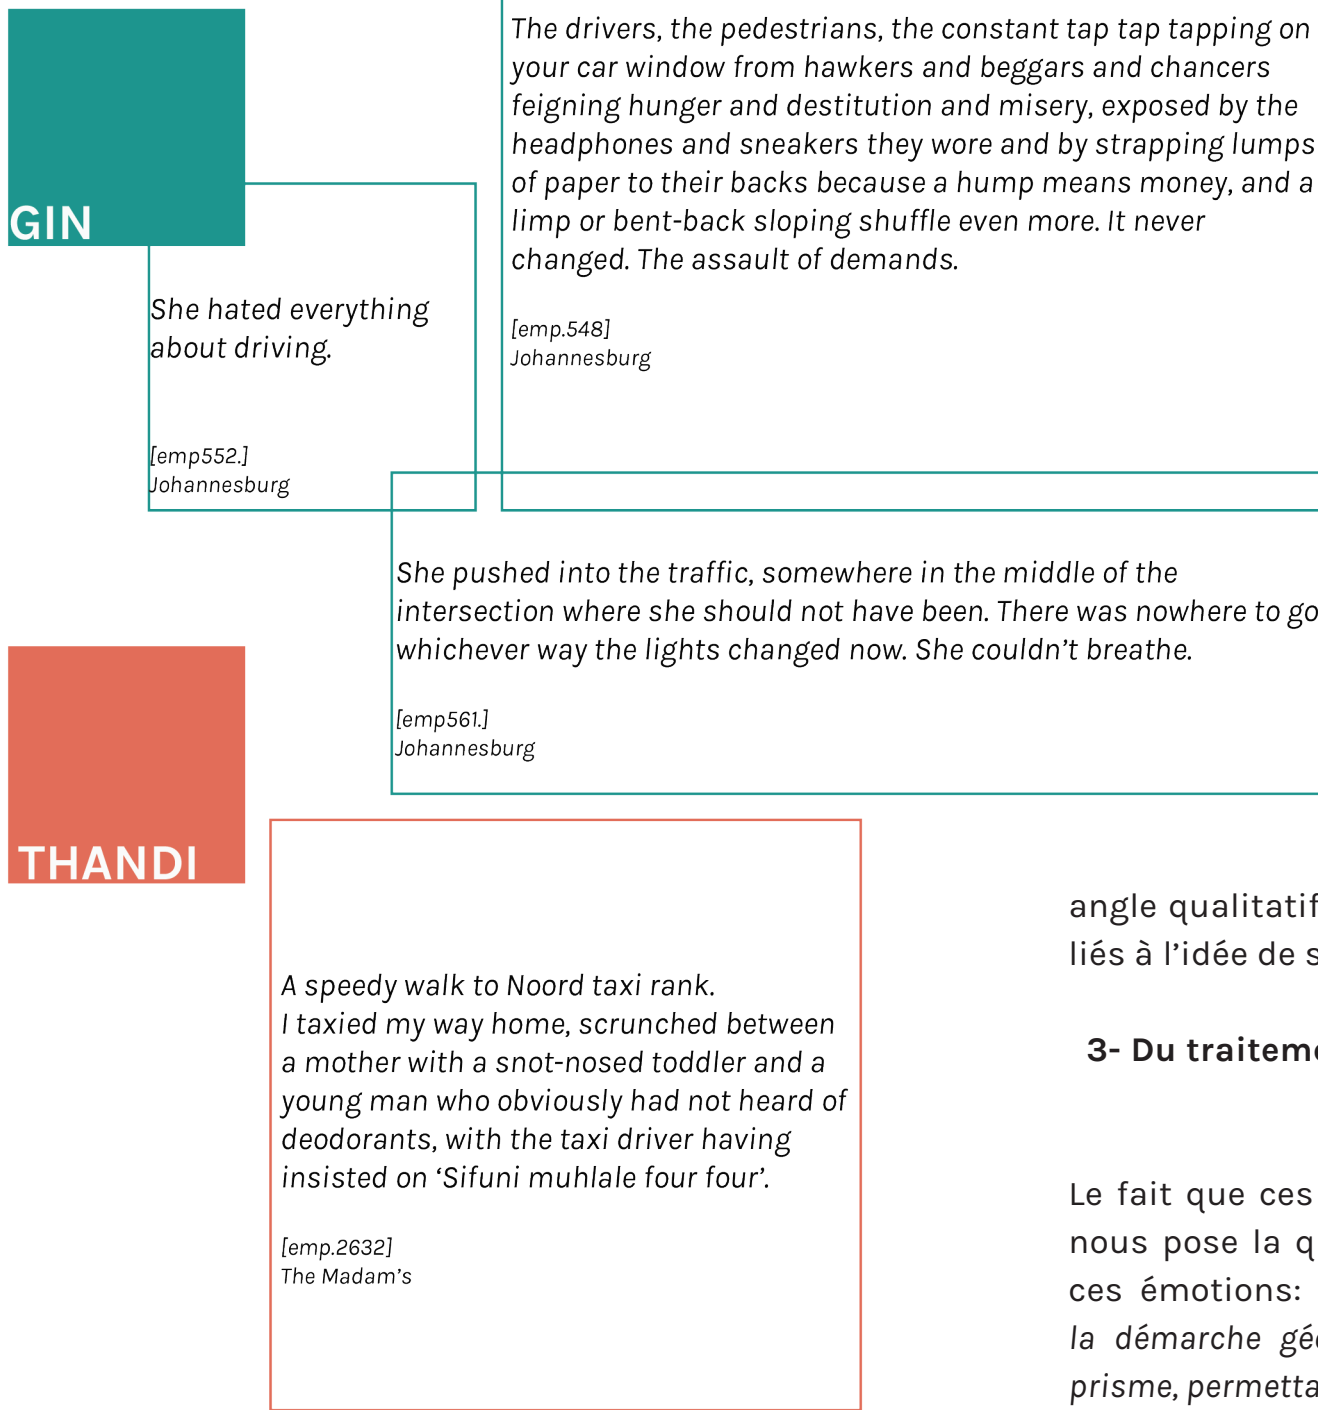 GIN
The drivers, the pedestrians, the constant tap tap tapping on
your car window from hawkers and beggars and chancers
feigning hunger and destitution and misery, exposed by the
headphones and sneakers they wore and by strapping lumps
of paper to their backs because a hump means money, and a
limp or bent-back sloping shuffle even more. It never
changed. The assault of demands.
[emp.548]
Johannesburg
She hated everything
about driving.
[emp552.]
Johannesburg
She pushed into the traffic, somewhere in the middle of the
intersection where she should not have been. There was nowhere to go
whichever way the lights changed now. She couldn’t breathe.
[emp561.]
Johannesburg
THANDI
A speedy walk to Noord taxi rank.
I taxied my way home, scrunched between
a mother with a snot-nosed toddler and a
young man who obviously had not heard of
deodorants, with the taxi driver having
insisted on ‘Sifuni muhlale four four’.
[emp.2632]
The Madam’s
angle qualitatif
liés à l’idée de
3- Du
Le fait que ces
nous pose la
ces émotions:
la démarche
prisme,